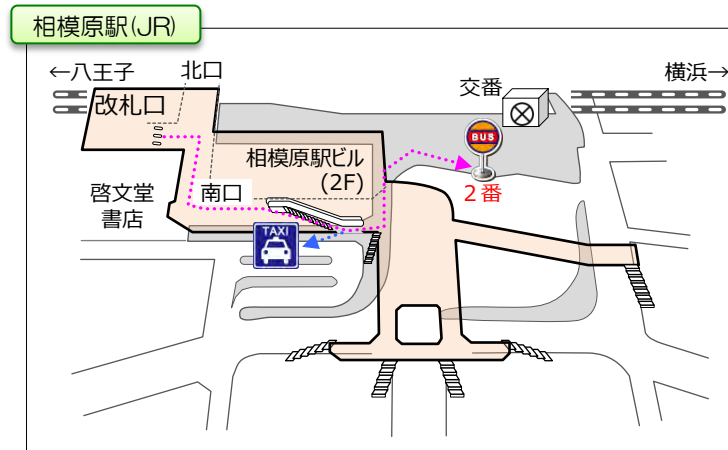 相模原駅(JR)
←八王子
北口
交番
横浜→
改札口
BUS
相模原駅ビル
(2F)
南口
2番
啓文堂
書店
TAXI